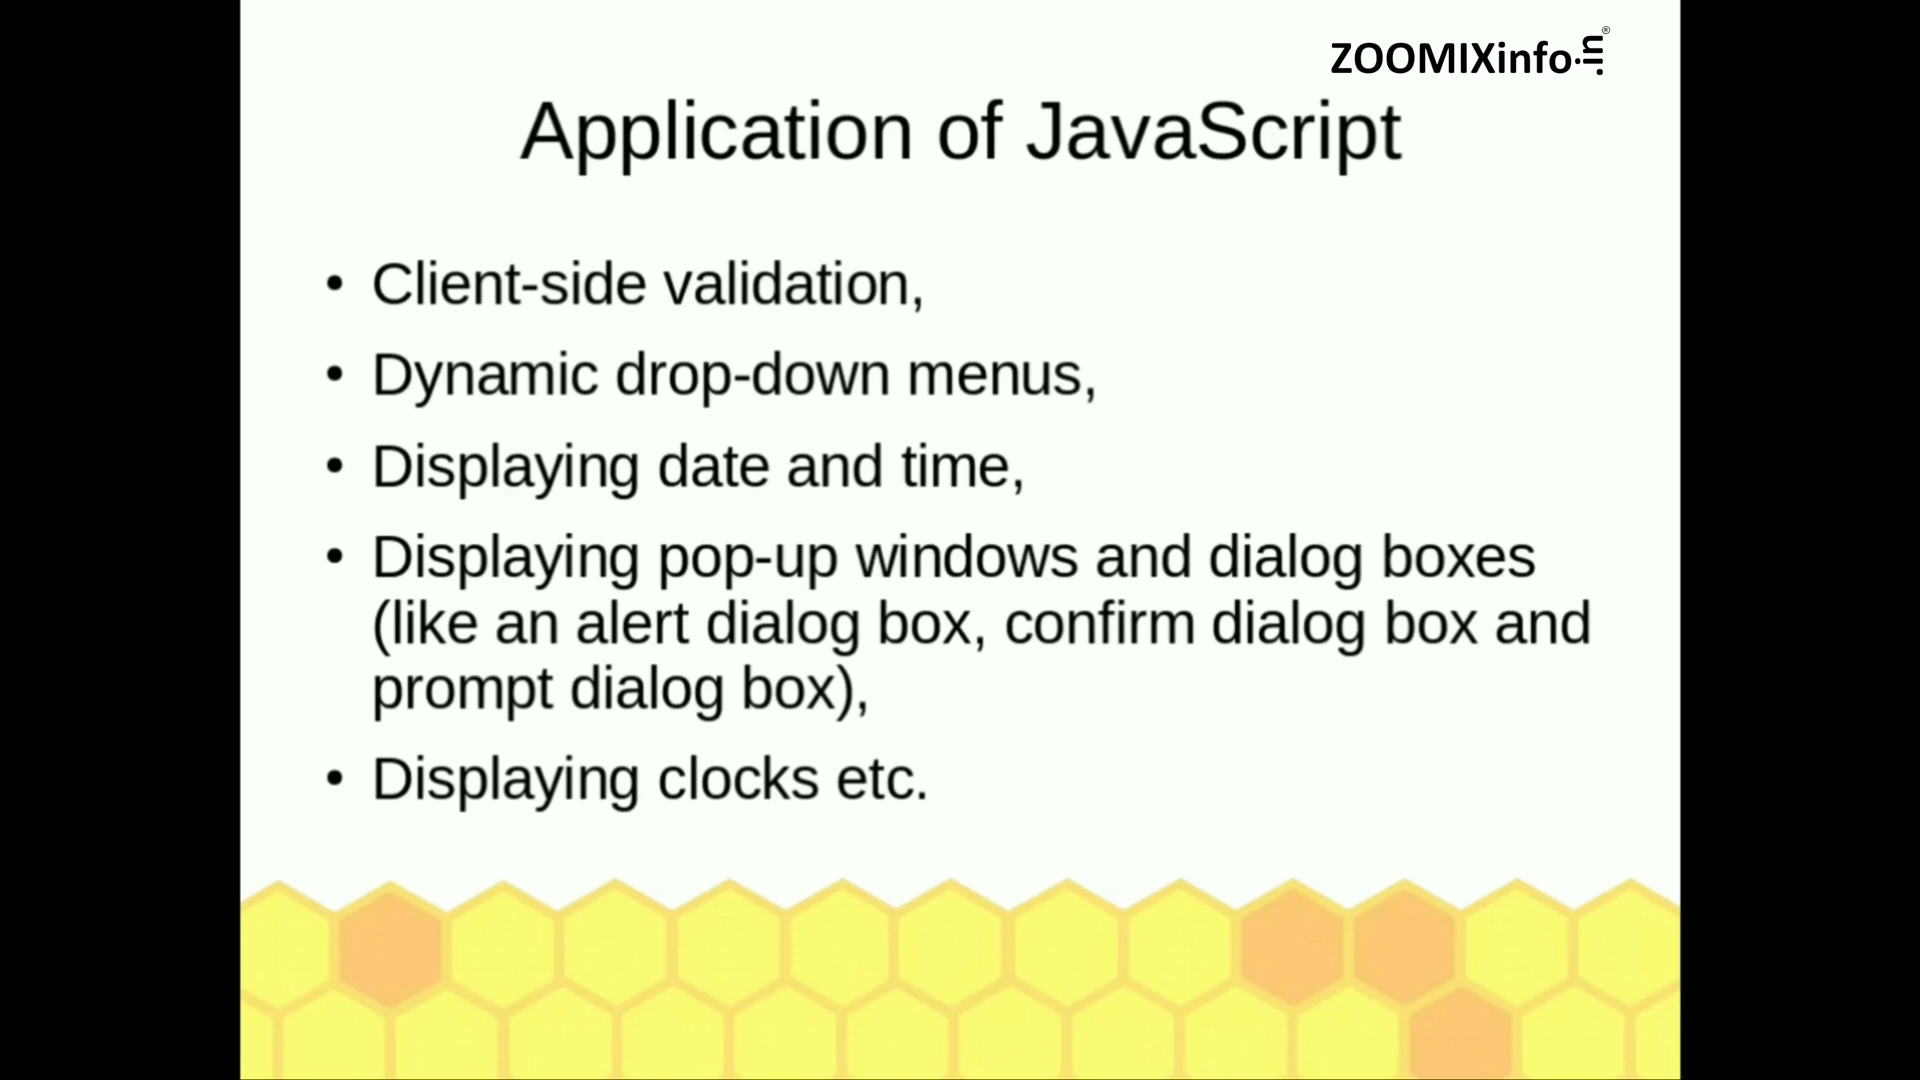 ZOOMIXinfo.in®
Application of JavaScript
• Client-side validation,
• Dynamic drop-down menus,
• Displaying date and time,
• Displaying pop-up windows and dialog boxes
(like an alert dialog box, confirm dialog box and
prompt dialog box),
• Displaying clocks etc.